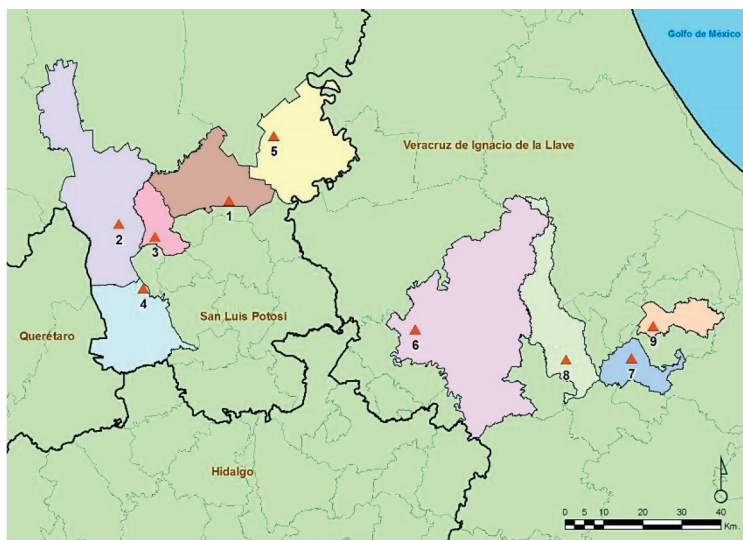 Golfo de México
5
Veracruz de Ignacio de la Llave
1
2
3
4
San Luis Potosí
Querétaro
6
9
7
8
Hidalgo
0 5 10 20 30 40
Km.